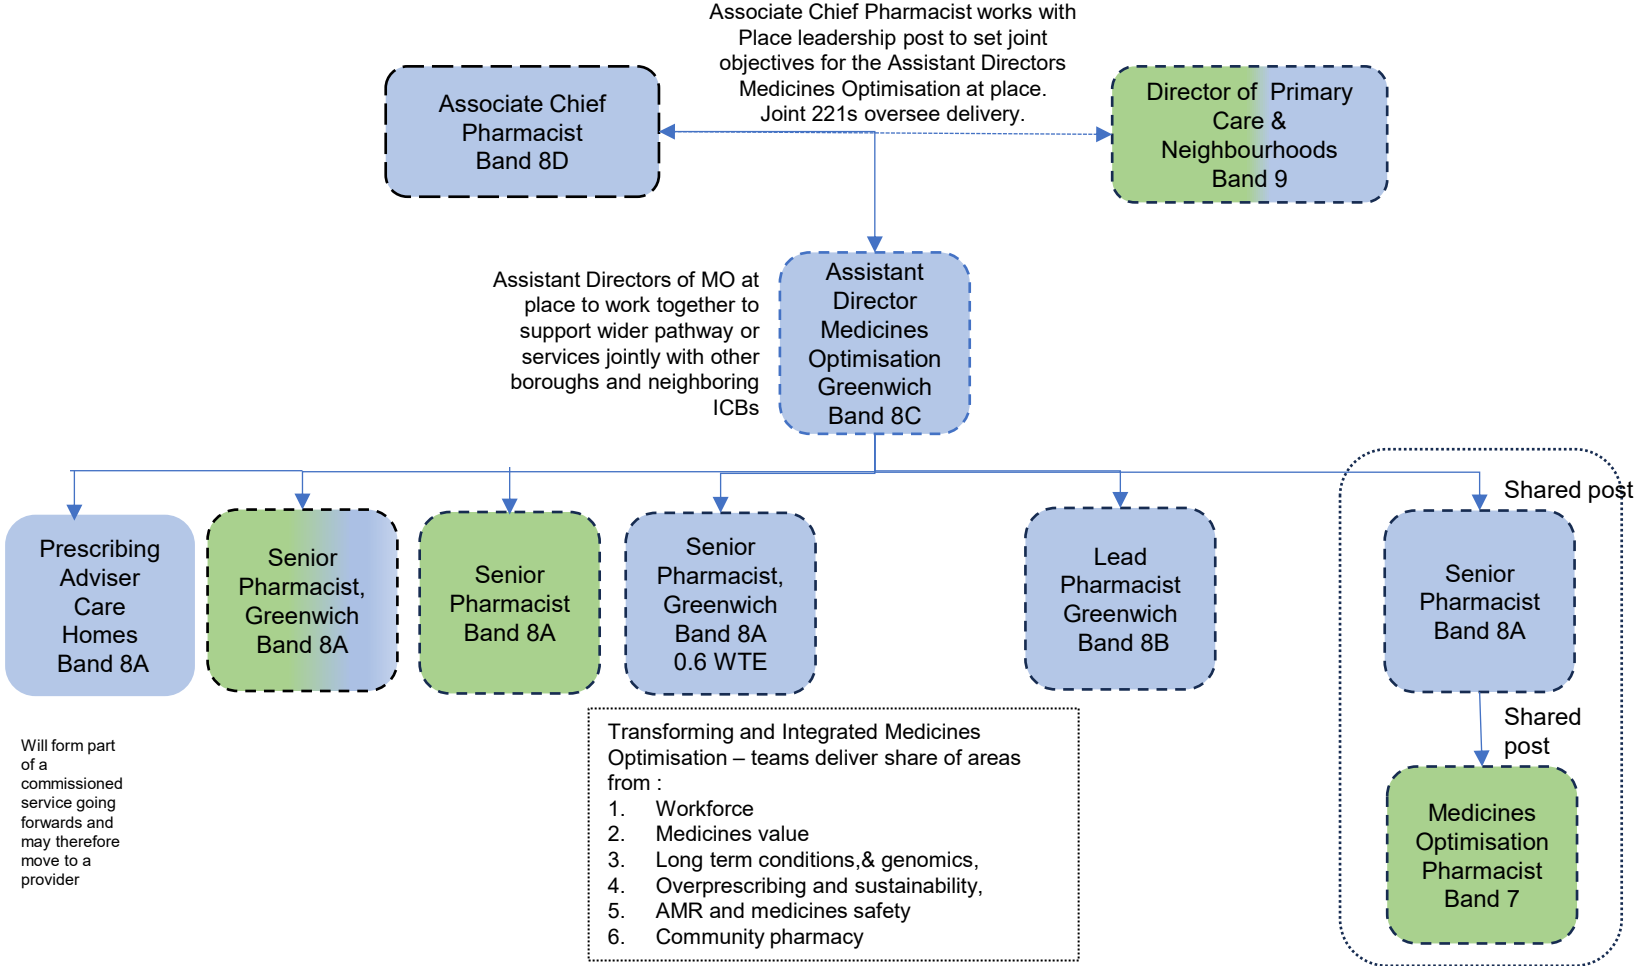 Associate Chief Pharmacist works with
Place leadership post to set joint
objectives for the Assistant Directors
Medicines Optimisation at place.
Joint 221s oversee delivery.
Associate Chief
Pharmacist
Band 8D
Director of  Primary
Care &
Neighbourhoods
Band 9
Assistant Directors of MO at
place to work together to
support wider pathway or
services jointly with other
boroughs and neighboring
ICBs
Assistant
Director
Medicines
Optimisation
Greenwich
Band 8C
Prescribing
Adviser
Care
Homes
Band 8A
Senior
Pharmacist,
Greenwich
Band 8A
Senior
Pharmacist
Band 8A
Senior
Pharmacist,
Greenwich
Band 8A
0.6 WTE
Lead
Pharmacist
Greenwich
Band 8B
Shared post
Senior
Pharmacist
Band 8A
Shared
post
Medicines
Optimisation
Pharmacist
Band 7
Will form part
of a
commissioned
service going
forwards and
may therefore
move to a
provider
Transforming and Integrated Medicines
Optimisation – teams deliver share of areas
from :
1. Workforce
2. Medicines value
3. Long term conditions,& genomics,
4. Overprescribing and sustainability,
5. AMR and medicines safety
6. Community pharmacy